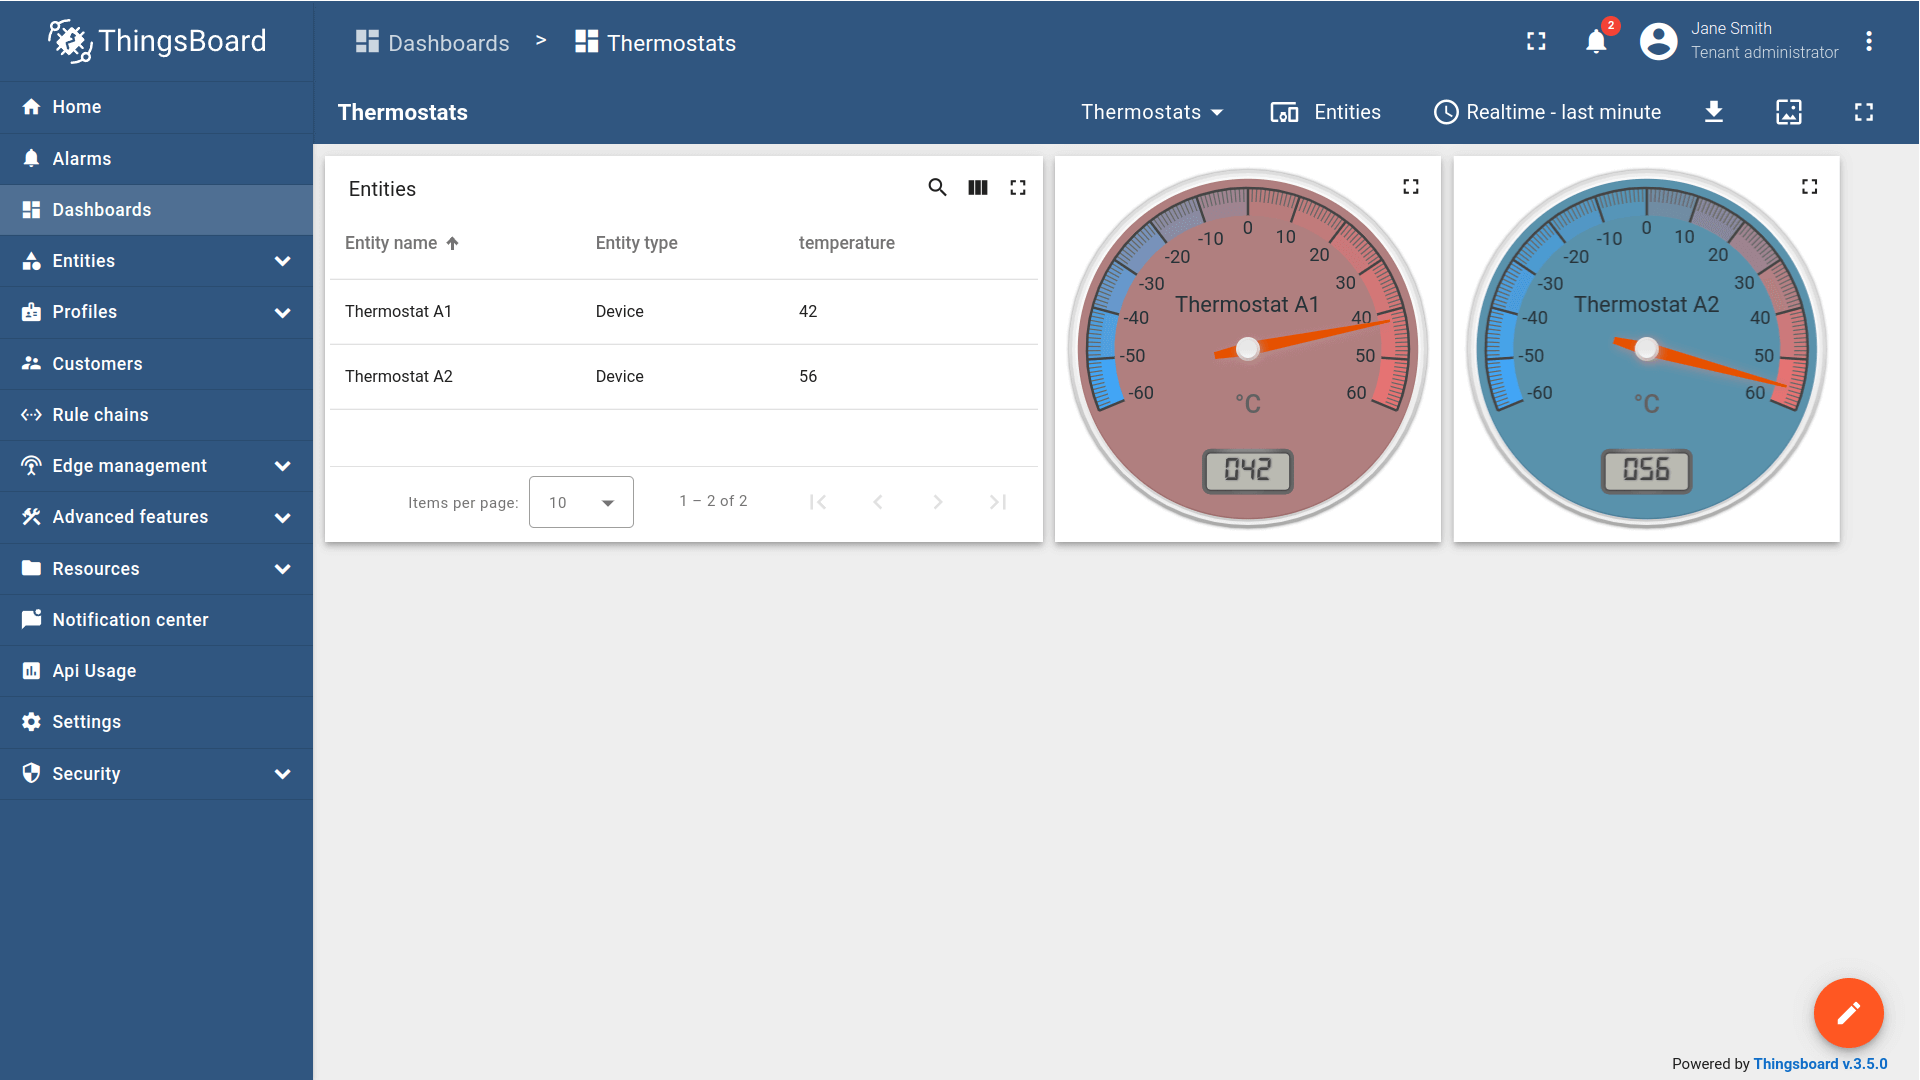 ThingsBoard
Dashboards > Thermostats
2
Jane Smith
Tenant administrator
Home
Alarms
Dashboards
Entities
Profiles
Customers
Rule chains
Edge management
Advanced features
Resources
Notification center
Api Usage
Settings
Security
Thermostats
Thermostats
Entities
Realtime - last minute
Entities
Entity name Entity type temperature
Thermostat A1 Device 42
Thermostat A2 Device 56
Items per page: 10 1 – 2 of 2
-60 -50 -40 -30 -20 -10 0 10 20 30 40 50 60
Thermostat A1
°C
042
-60 -50 -40 -30 -20 -10 0 10 20 30 40 50 60
Thermostat A2
°C
056
Powered by Thingsboard v.3.5.0